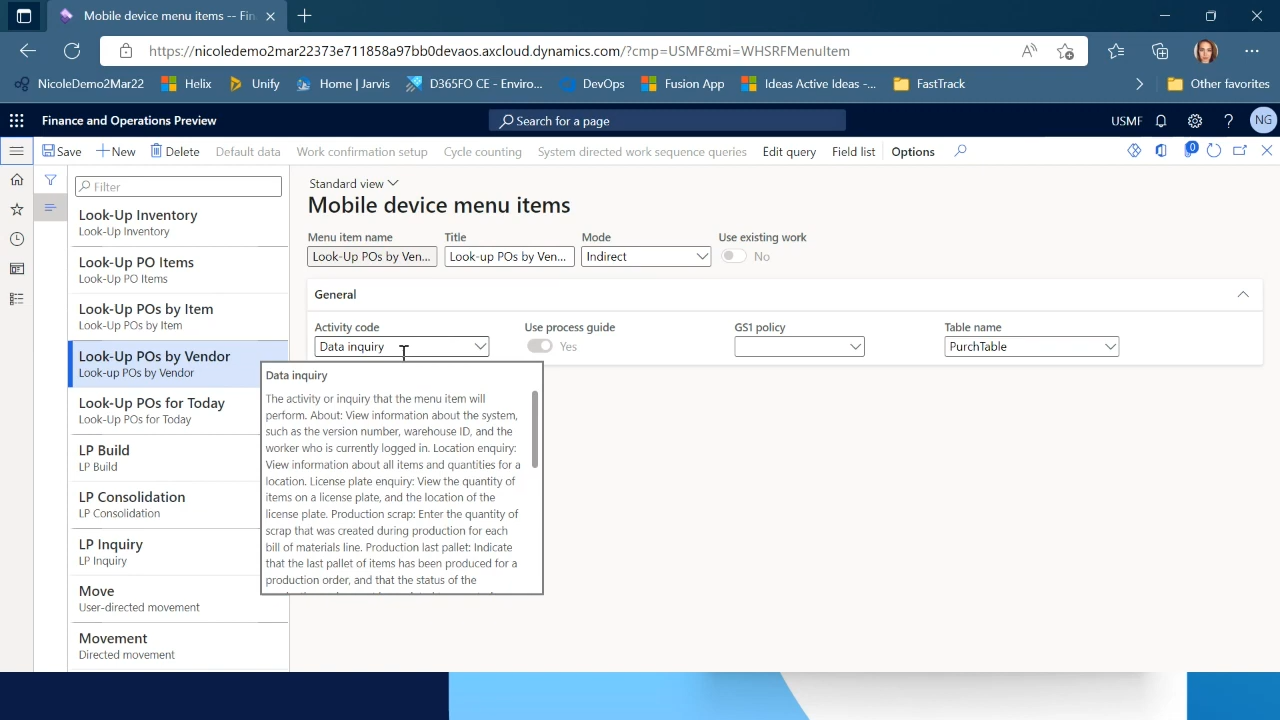 Mobile device menu items -- Fin
https://nicoledemo2mar22373e711858a97bb0devaos.axcloud.dynamics.com/?cmp=USMF&mi=WHSRFMenuItem
NicoleDemo2Mar22 Helix Unify Home | Jarvis D365FO CE - Enviro... DevOps Fusion App Ideas Active Ideas -... FastTrack Other favorites
Finance and Operations Preview Search for a page USMF ? NG
Save New Delete Default data Work confirmation setup Cycle counting System directed work sequence queries Edit query Field list Options 0
Filter
Look-Up Inventory
Look-Up Inventory
Look-Up PO Items
Look-Up PO Items
Look-Up POs by Item
Look-Up POs by Item
Look-Up POs by Vendor
Look-up POs by Vendor
Look-Up POs for Today
Look-Up POs for Today
LP Build
LP Build
LP Consolidation
LP Consolidation
LP Inquiry
LP Inquiry
Move
User-directed movement
Movement
Directed movement
Standard view
Mobile device menu items
Menu item name Title Mode Use existing work
Look-Up POs by Ven... Look-up POs by Ven... Indirect No
General
Activity code Use process guide GS1 policy Table name
Data inquiry Yes PurchTable
Data inquiry
The activity or inquiry that the menu item will
perform. About: View information about the system,
such as the version number, warehouse ID, and the
worker who is currently logged in. Location enquiry:
View information about all items and quantities for a
location. License plate enquiry: View the quantity of
items on a license plate, and the location of the
license plate. Production scrap: Enter the quantity of
scrap that was created during production for each
bill of materials line. Production last pallet: Indicate
that the last pallet of items has been produced for a
production order, and that the status of the